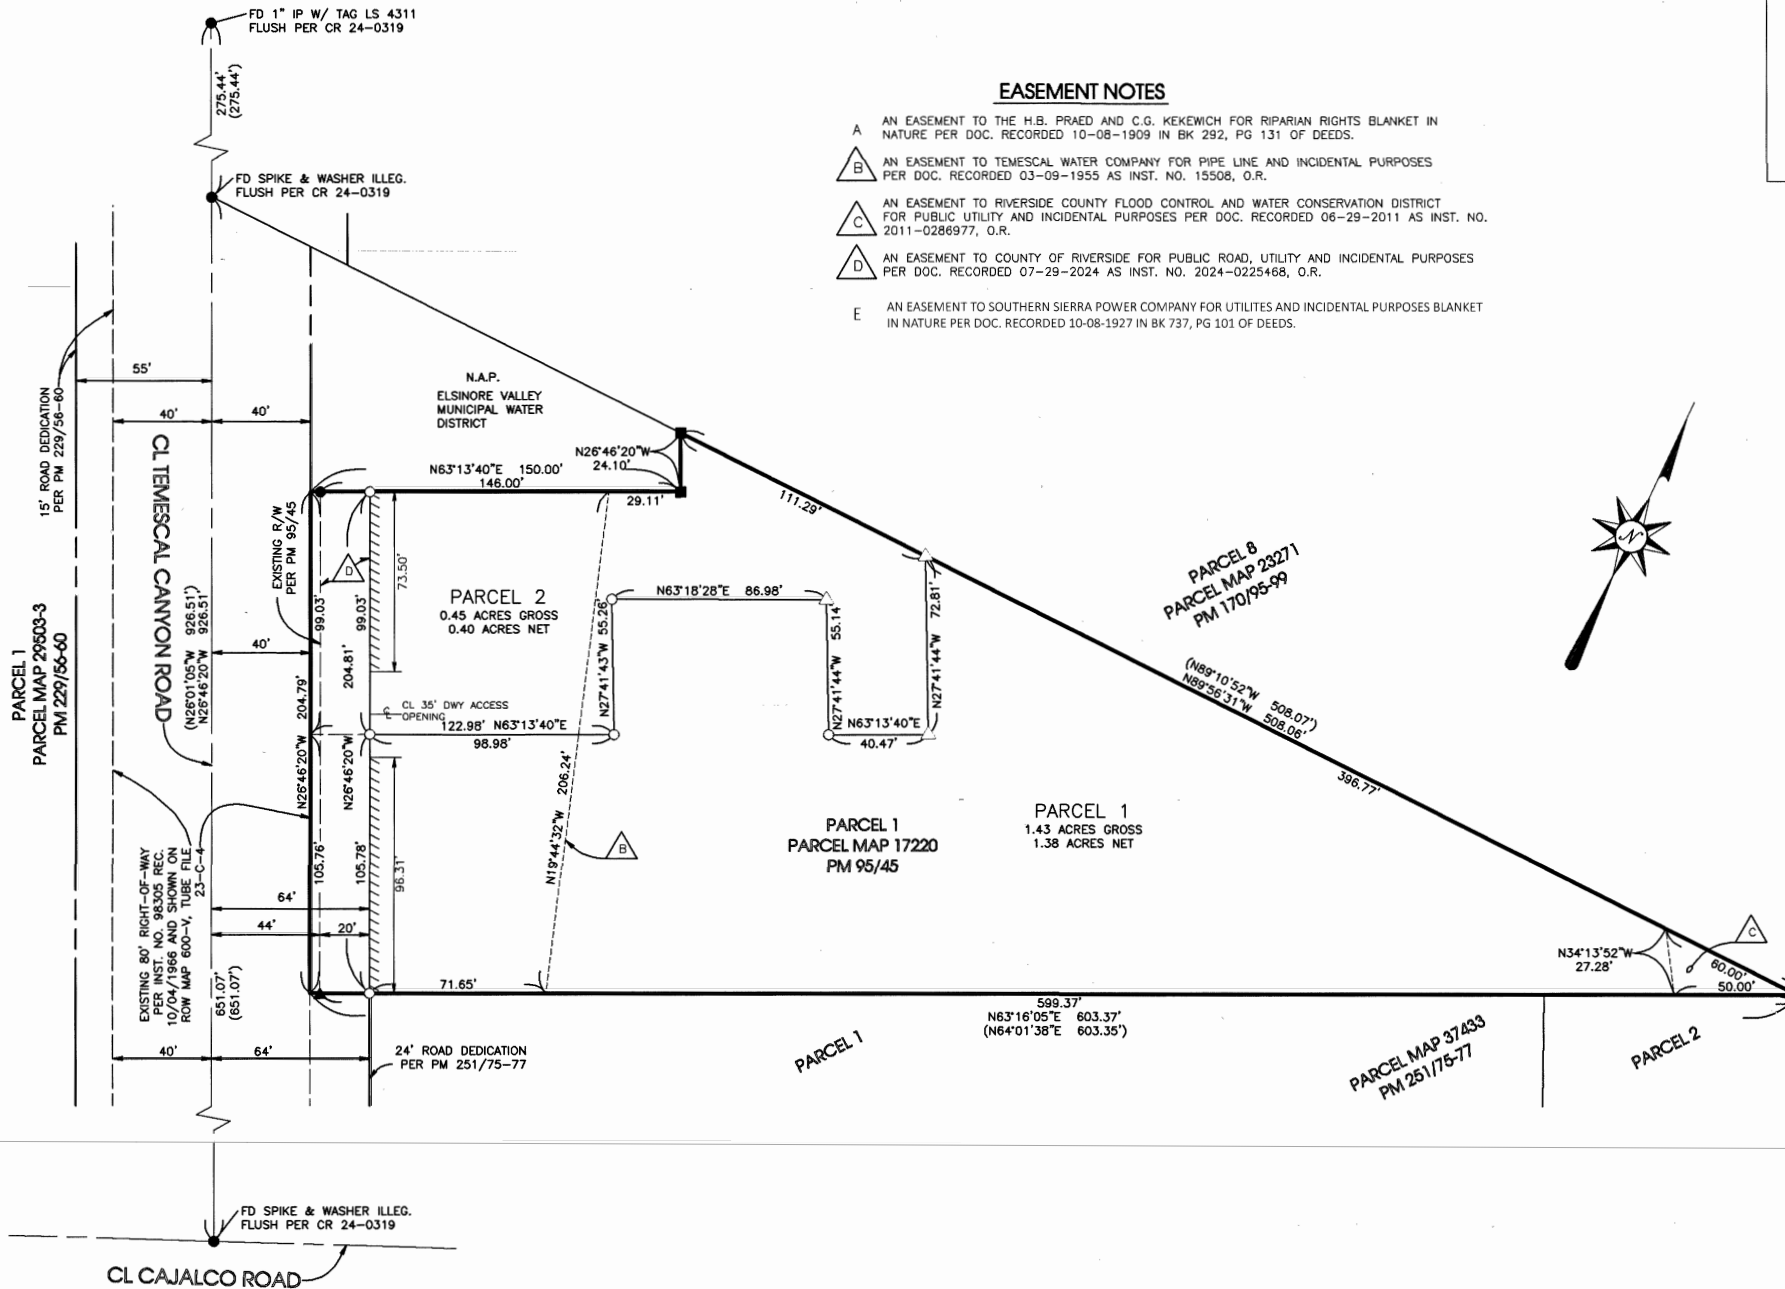 FD 1" IP W/ TAG LS 4311
FLUSH PER CR 24-0319
275.44'
(275.44')
FD SPIKE & WASHER ILLEG.
FLUSH PER CR 24-0319
EASEMENT NOTES
A
AN EASEMENT TO THE H.B. PRAED AND C.G. KEKEWICH FOR RIPARIAN RIGHTS BLANKET IN
NATURE PER DOC. RECORDED 10-08-1909 IN BK 292, PG 131 OF DEEDS.
B
AN EASEMENT TO TEMESCAL WATER COMPANY FOR PIPE LINE AND INCIDENTAL PURPOSES
PER DOC. RECORDED 03-09-1955 AS INST. NO. 15508, O.R.
C
AN EASEMENT TO RIVERSIDE COUNTY FLOOD CONTROL AND WATER CONSERVATION DISTRICT
FOR PUBLIC UTILITY AND INCIDENTAL PURPOSES PER DOC. RECORDED 06-29-2011 AS INST. NO.
2011-0286977, O.R.
D
AN EASEMENT TO COUNTY OF RIVERSIDE FOR PUBLIC ROAD, UTILITY AND INCIDENTAL PURPOSES
PER DOC. RECORDED 07-29-2024 AS INST. NO. 2024-0225468, O.R.
E
AN EASEMENT TO SOUTHERN SIERRA POWER COMPANY FOR UTILITES AND INCIDENTAL PURPOSES BLANKET
IN NATURE PER DOC. RECORDED 10-08-1927 IN BK 737, PG 101 OF DEEDS.
55'
40'
40'
15' ROAD DEDICATION
PER PM 229/56-60
CL TEMESCAL CANYON ROAD
N.A.P.
ELSINORE VALLEY
MUNICIPAL WATER
DISTRICT
N26°46'20"W
24.10'
N63°13'40"E 150.00'
146.00'
29.11'
111.29'
EXISTING R/W
PER PM 95/45
D
73.50'
99.03'
99.03'
PARCEL 2
0.45 ACRES GROSS
0.40 ACRES NET
N63°18'28"E 86.98'
N27°41'43"W 55.26'
N27°41'44"W 55.14'
N27°41'44"W 72.81'
N63°13'40"E
40.47'
PARCEL 8
PARCEL MAP 23271
PM 170/95-99
N
(N89°10'52"W 508.07')
N89°56'31"W 508.06'
396.77'
PARCEL 1
PARCEL MAP 29503-3
PM 229/56-60
(N26°01'05"W 926.51')
N26°46'20"W 926.51'
40'
204.79'
N26°46'20"W
204.81'
N26°46'20"W
CL 35' DWY ACCESS
OPENING
122.98' N63°13'40"E
98.98'
N19°44'32"W 206.24'
B
105.76'
105.78'
96.31'
PARCEL 1
PARCEL MAP 17220
PM 95/45
PARCEL 1
1.43 ACRES GROSS
1.38 ACRES NET
EXISTING 80' RIGHT-OF-WAY
PER INST. NO. 98305 REC.
10/04/1966 AND SHOWN ON
ROW MAP 600-V, TUBE FILE
23-C-4
64'
44'
20'
651.07'
(651.07')
71.65'
599.37'
N63°16'05"E 603.37'
(N64°01'38"E 603.35')
N34°13'52"W
27.28'
C
60.00'
50.00'
40'
64'
24' ROAD DEDICATION
PER PM 251/75-77
PARCEL 1
PARCEL MAP 37433
PM 251/75-77
PARCEL 2
FD SPIKE & WASHER ILLEG.
FLUSH PER CR 24-0319
CL CAJALCO ROAD